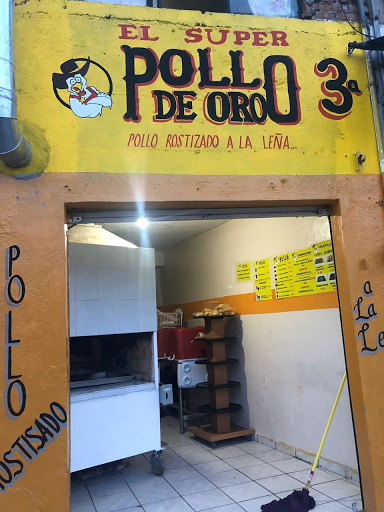 EL SUPER
POLLO
DE ORO
3a
POLLO ROSTIZADO A LA LEÑA...
POLLO
ROSTISADO
a
La
Le